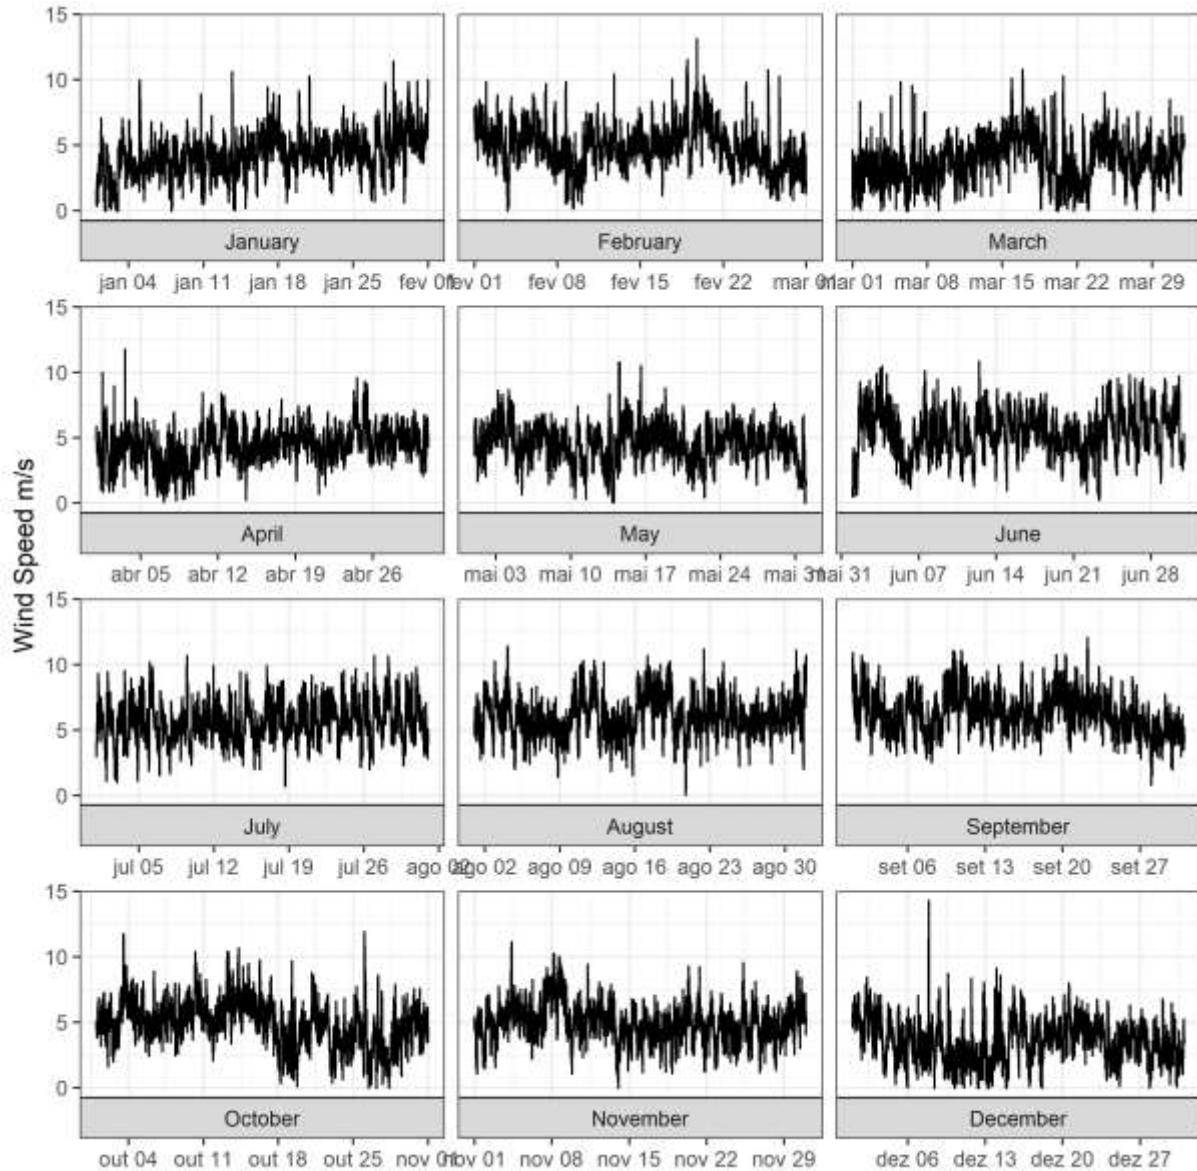 15
10
5
0
January
February
March
jan 04 jan 11 jan 18 jan 25 fev 01 fev 01 fev 08 fev 15 fev 22 mar 01 mar 01 mar 08 mar 15 mar 22 mar 29
15
10
5
0
April
May
June
abr 05 abr 12 abr 19 abr 26 mai 03 mai 10 mai 17 mai 24 mai 31 mai 31 jun 07 jun 14 jun 21 jun 28
Wind Speed m/s
15
10
5
0
July
August
September
jul 05 jul 12 jul 19 jul 26 ago 02 ago 02 ago 09 ago 16 ago 23 ago 30 set 06 set 13 set 20 set 27
15
10
5
0
October
November
December
out 04 out 11 out 18 out 25 nov 01 nov 01 nov 08 nov 15 nov 22 nov 29 dez 06 dez 13 dez 20 dez 27